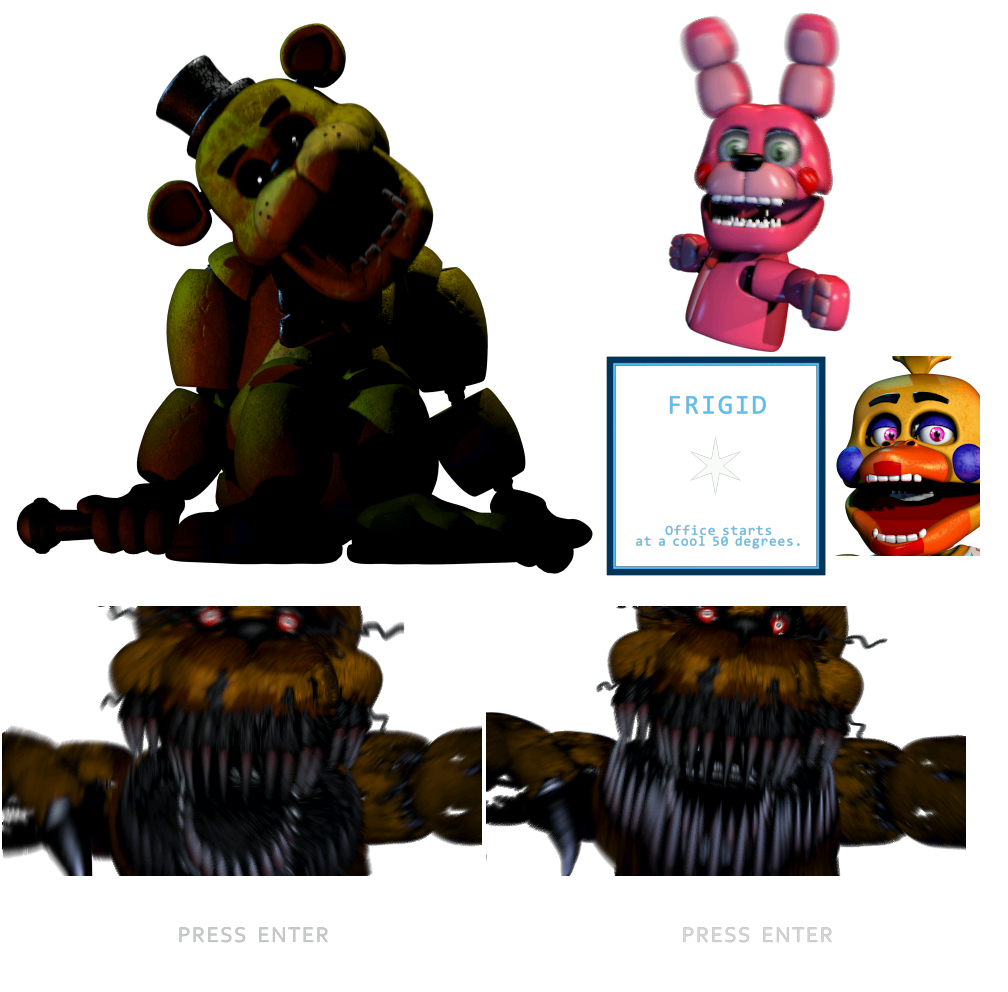 FRIGID
Office starts
at a cool 50 degrees.
PRESS ENTER
PRESS ENTER